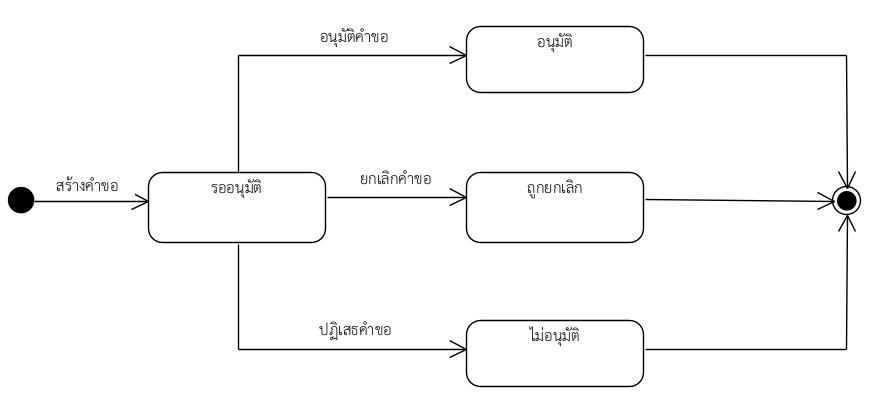 อนุมัติคำขอ
อนุมัติ
สร้างคำขอ
รออนุมัติ
ยกเลิกคำขอ
ถูกยกเลิก
ปฏิเสธคำขอ
ไม่อนุมัติ